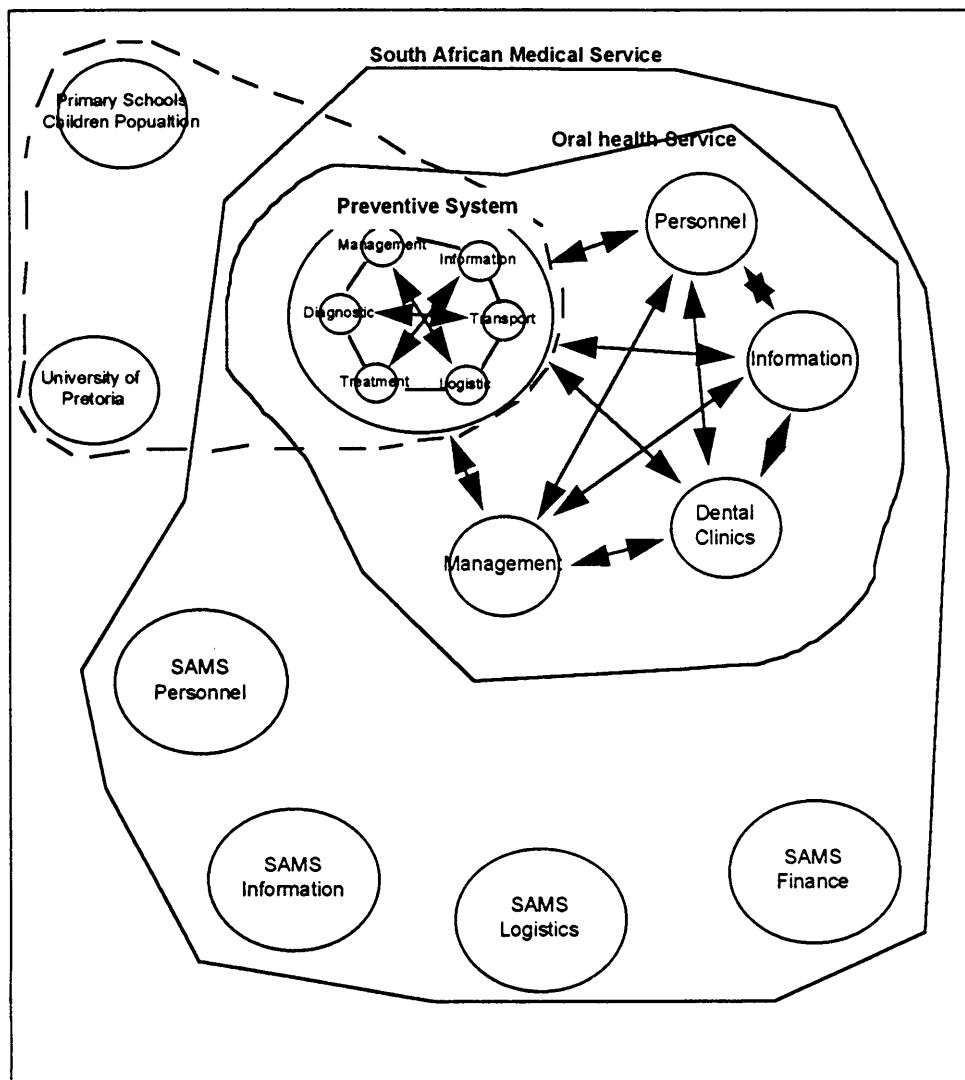 South African Medical Service
Primary Schools
Children Popualtion
Oral health Service
Preventive System
Personnel
Management
Information
Diagnostic
Transport
Treatment
Logistic
Information
University of
Pretoria
Dental
Clinics
Management
SAMS
Personnel
SAMS
Information
SAMS
Logistics
SAMS
Finance